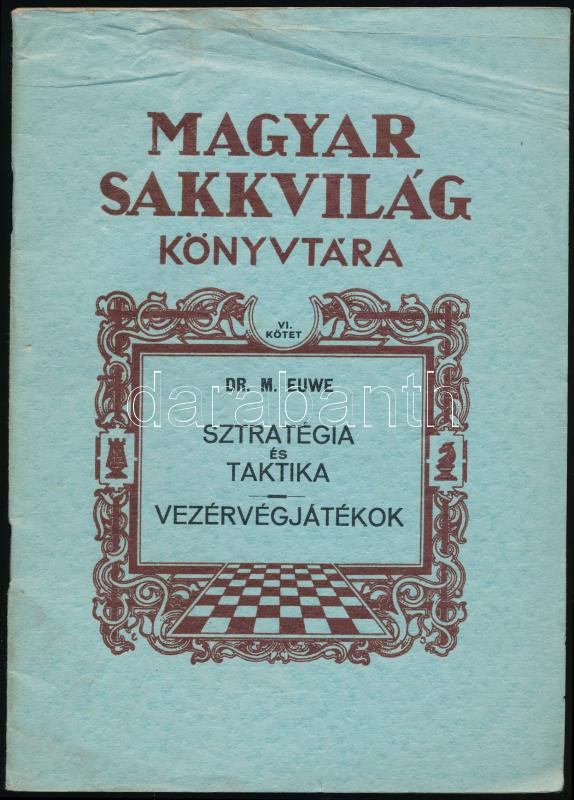 MAGYAR
SAKKVILÁG
KÖNYVTÁRA
VI.
KÖTET
DR. M. EUWE
darabanth
SZTRATÉGIA
ÉS
TAKTIKA
VEZÉRVÉGJÁTÉKOK